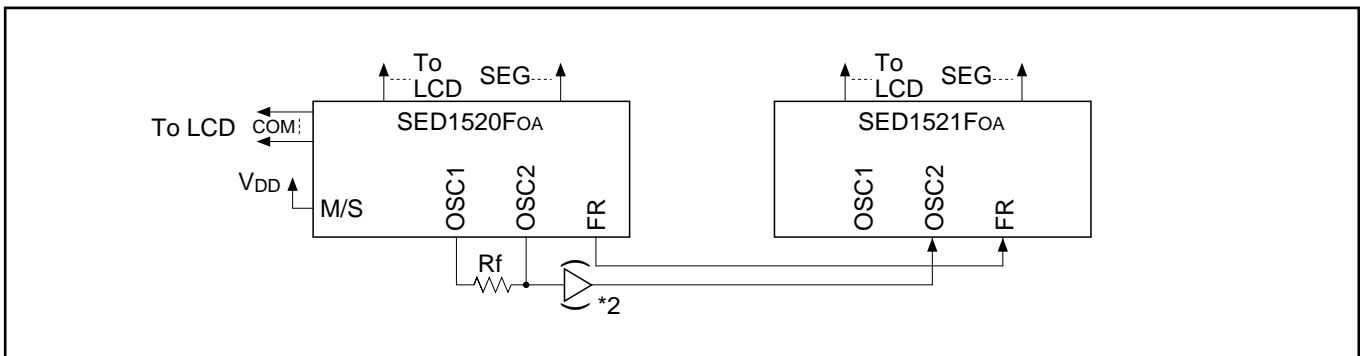 To
LCD
SEG
To
LCD
SEG
SED1520FOA
SED1521FOA
To LCD
COM
VDD
M/S
OSC1
OSC2
FR
OSC1
OSC2
FR
Rf
*2